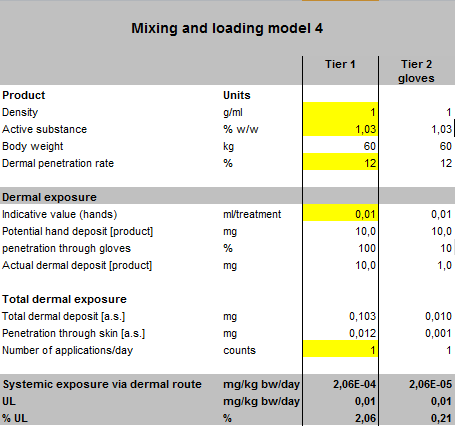 Mixing and loading model 4
Tier 1 Tier 2
gloves
Product Units
Density g/ml 1 1
Active substance % w/w 1,03 1,03
Body weight kg 60 60
Dermal penetration rate % 12 12
Dermal exposure
Indicative value (hands) ml/treatment 0,01 0,01
Potential hand deposit [product] mg 10,0 10,0
penetration through gloves % 100 10
Actual dermal deposit [product] mg 10,0 1,0
Total dermal exposure
Total dermal deposit [a.s.] mg 0,103 0,010
Penetration through skin [a.s.] mg 0,012 0,001
Number of applications/day counts 1 1
Systemic exposure via dermal route mg/kg bw/day 2,06E-04 2,06E-05
UL mg/kg bw/day 0,01 0,01
% UL % 2,06 0,21